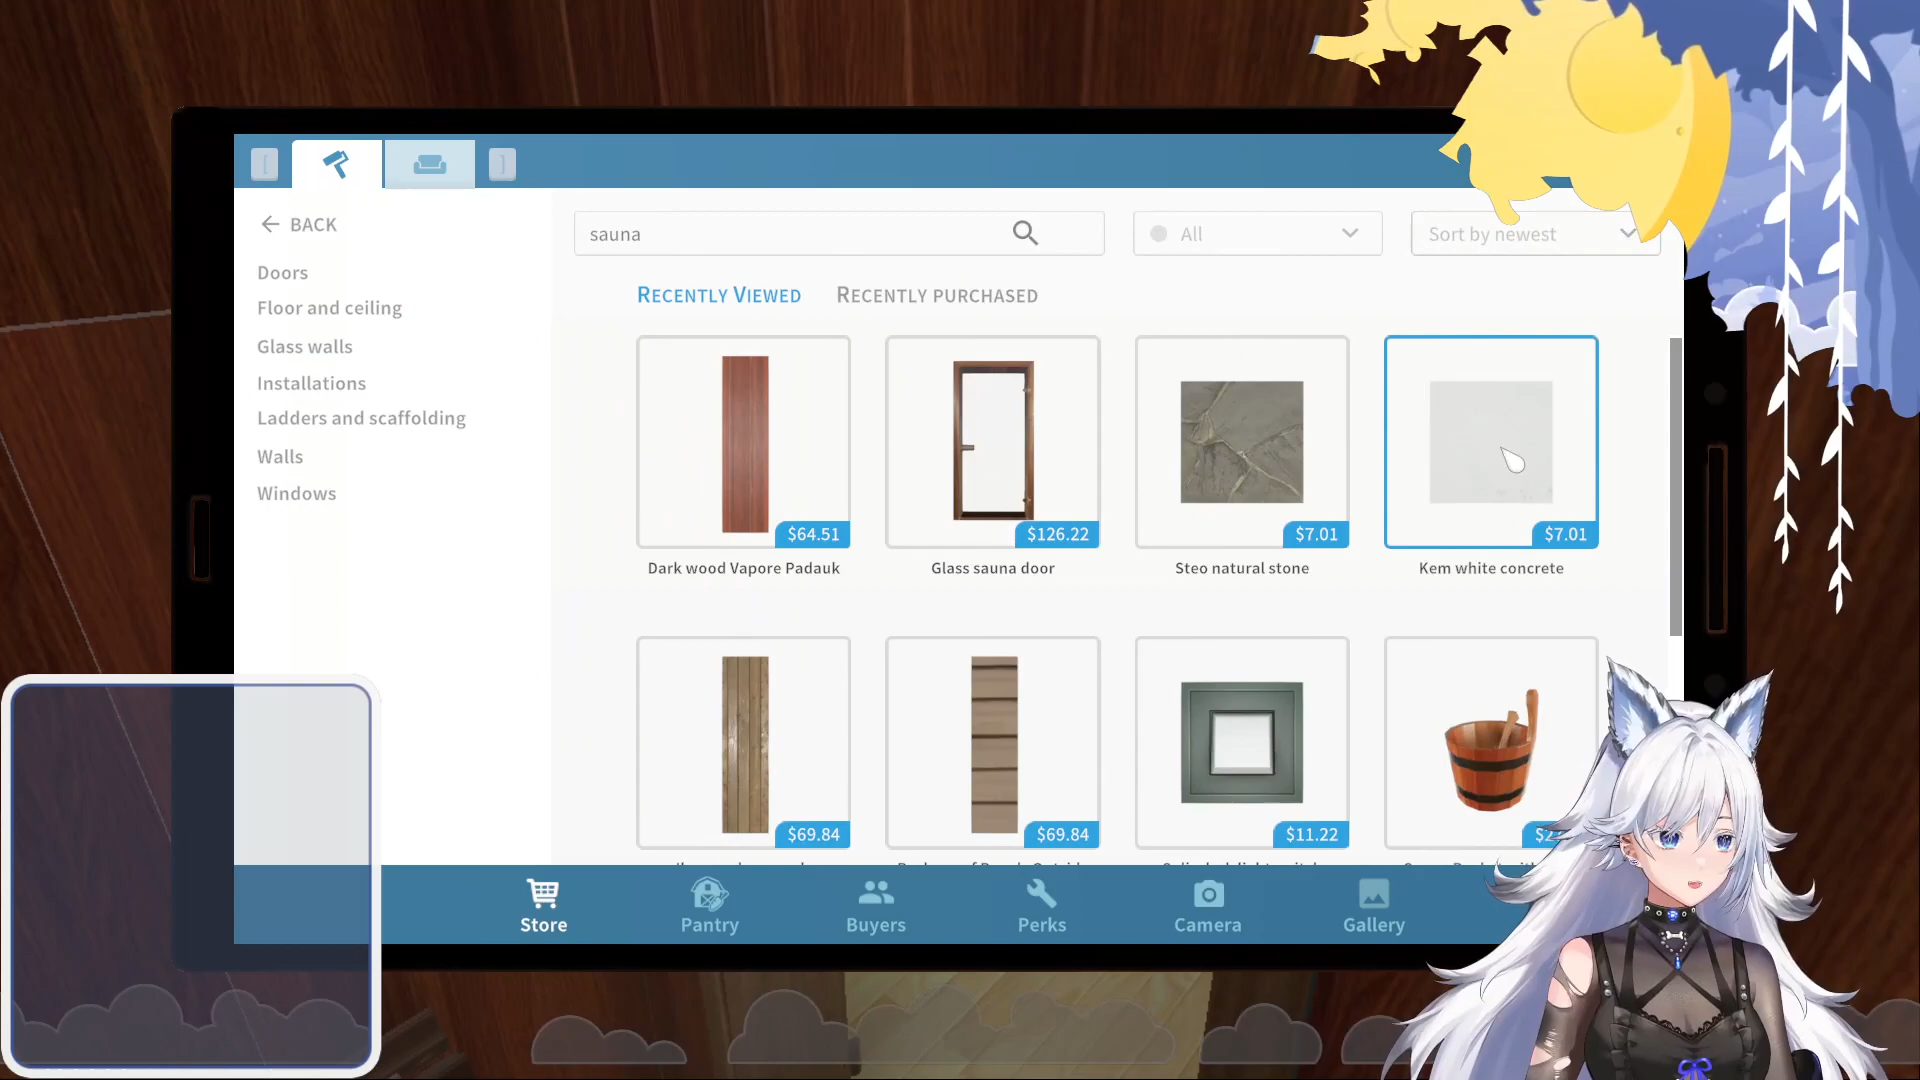 BACK
Doors
Floor and ceiling
Glass walls
Installations
Ladders and scaffolding
Walls
Windows
sauna
All
Sort by newest
RECENTLY VIEWED
RECENTLY PURCHASED
$64.51
$126.22
$7.01
$7.01
Dark wood Vapore Padauk
Glass sauna door
Steo natural stone
Kem white concrete
$69.84
$69.84
$11.22
Store
Pantry
Buyers
Perks
Camera
Gallery